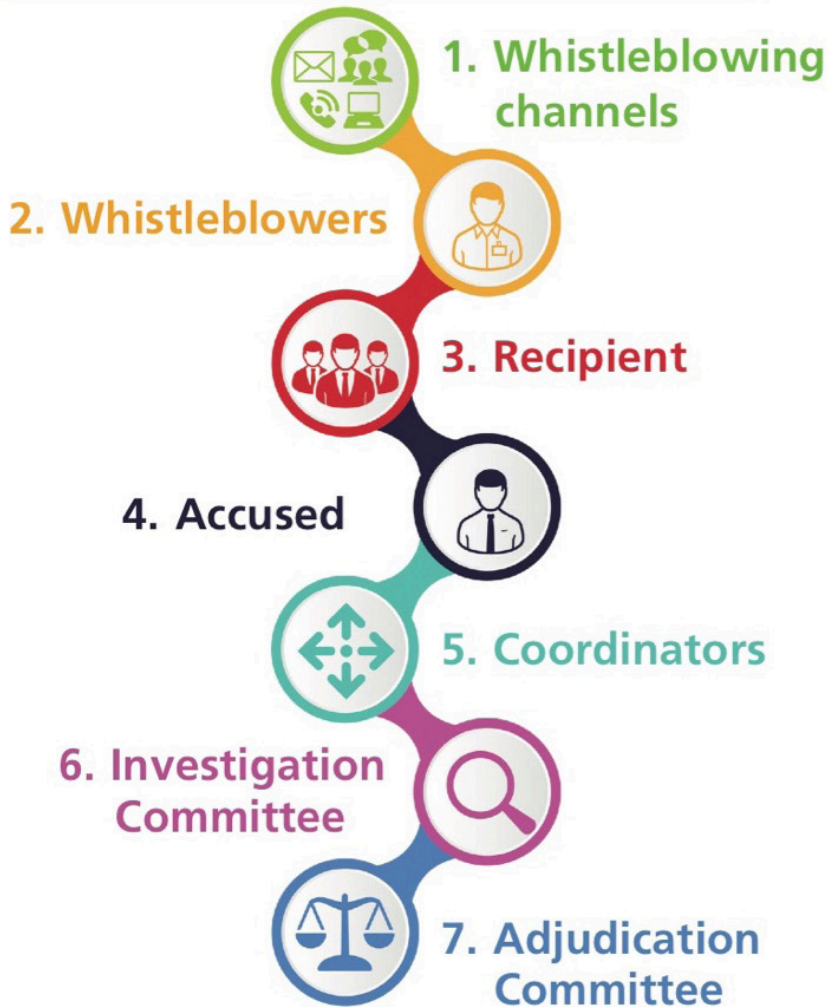 1. Whistleblowing
channels
2. Whistleblowers
3. Recipient
4. Accused
5. Coordinators
6. Investigation
Committee
7. Adjudication
Committee